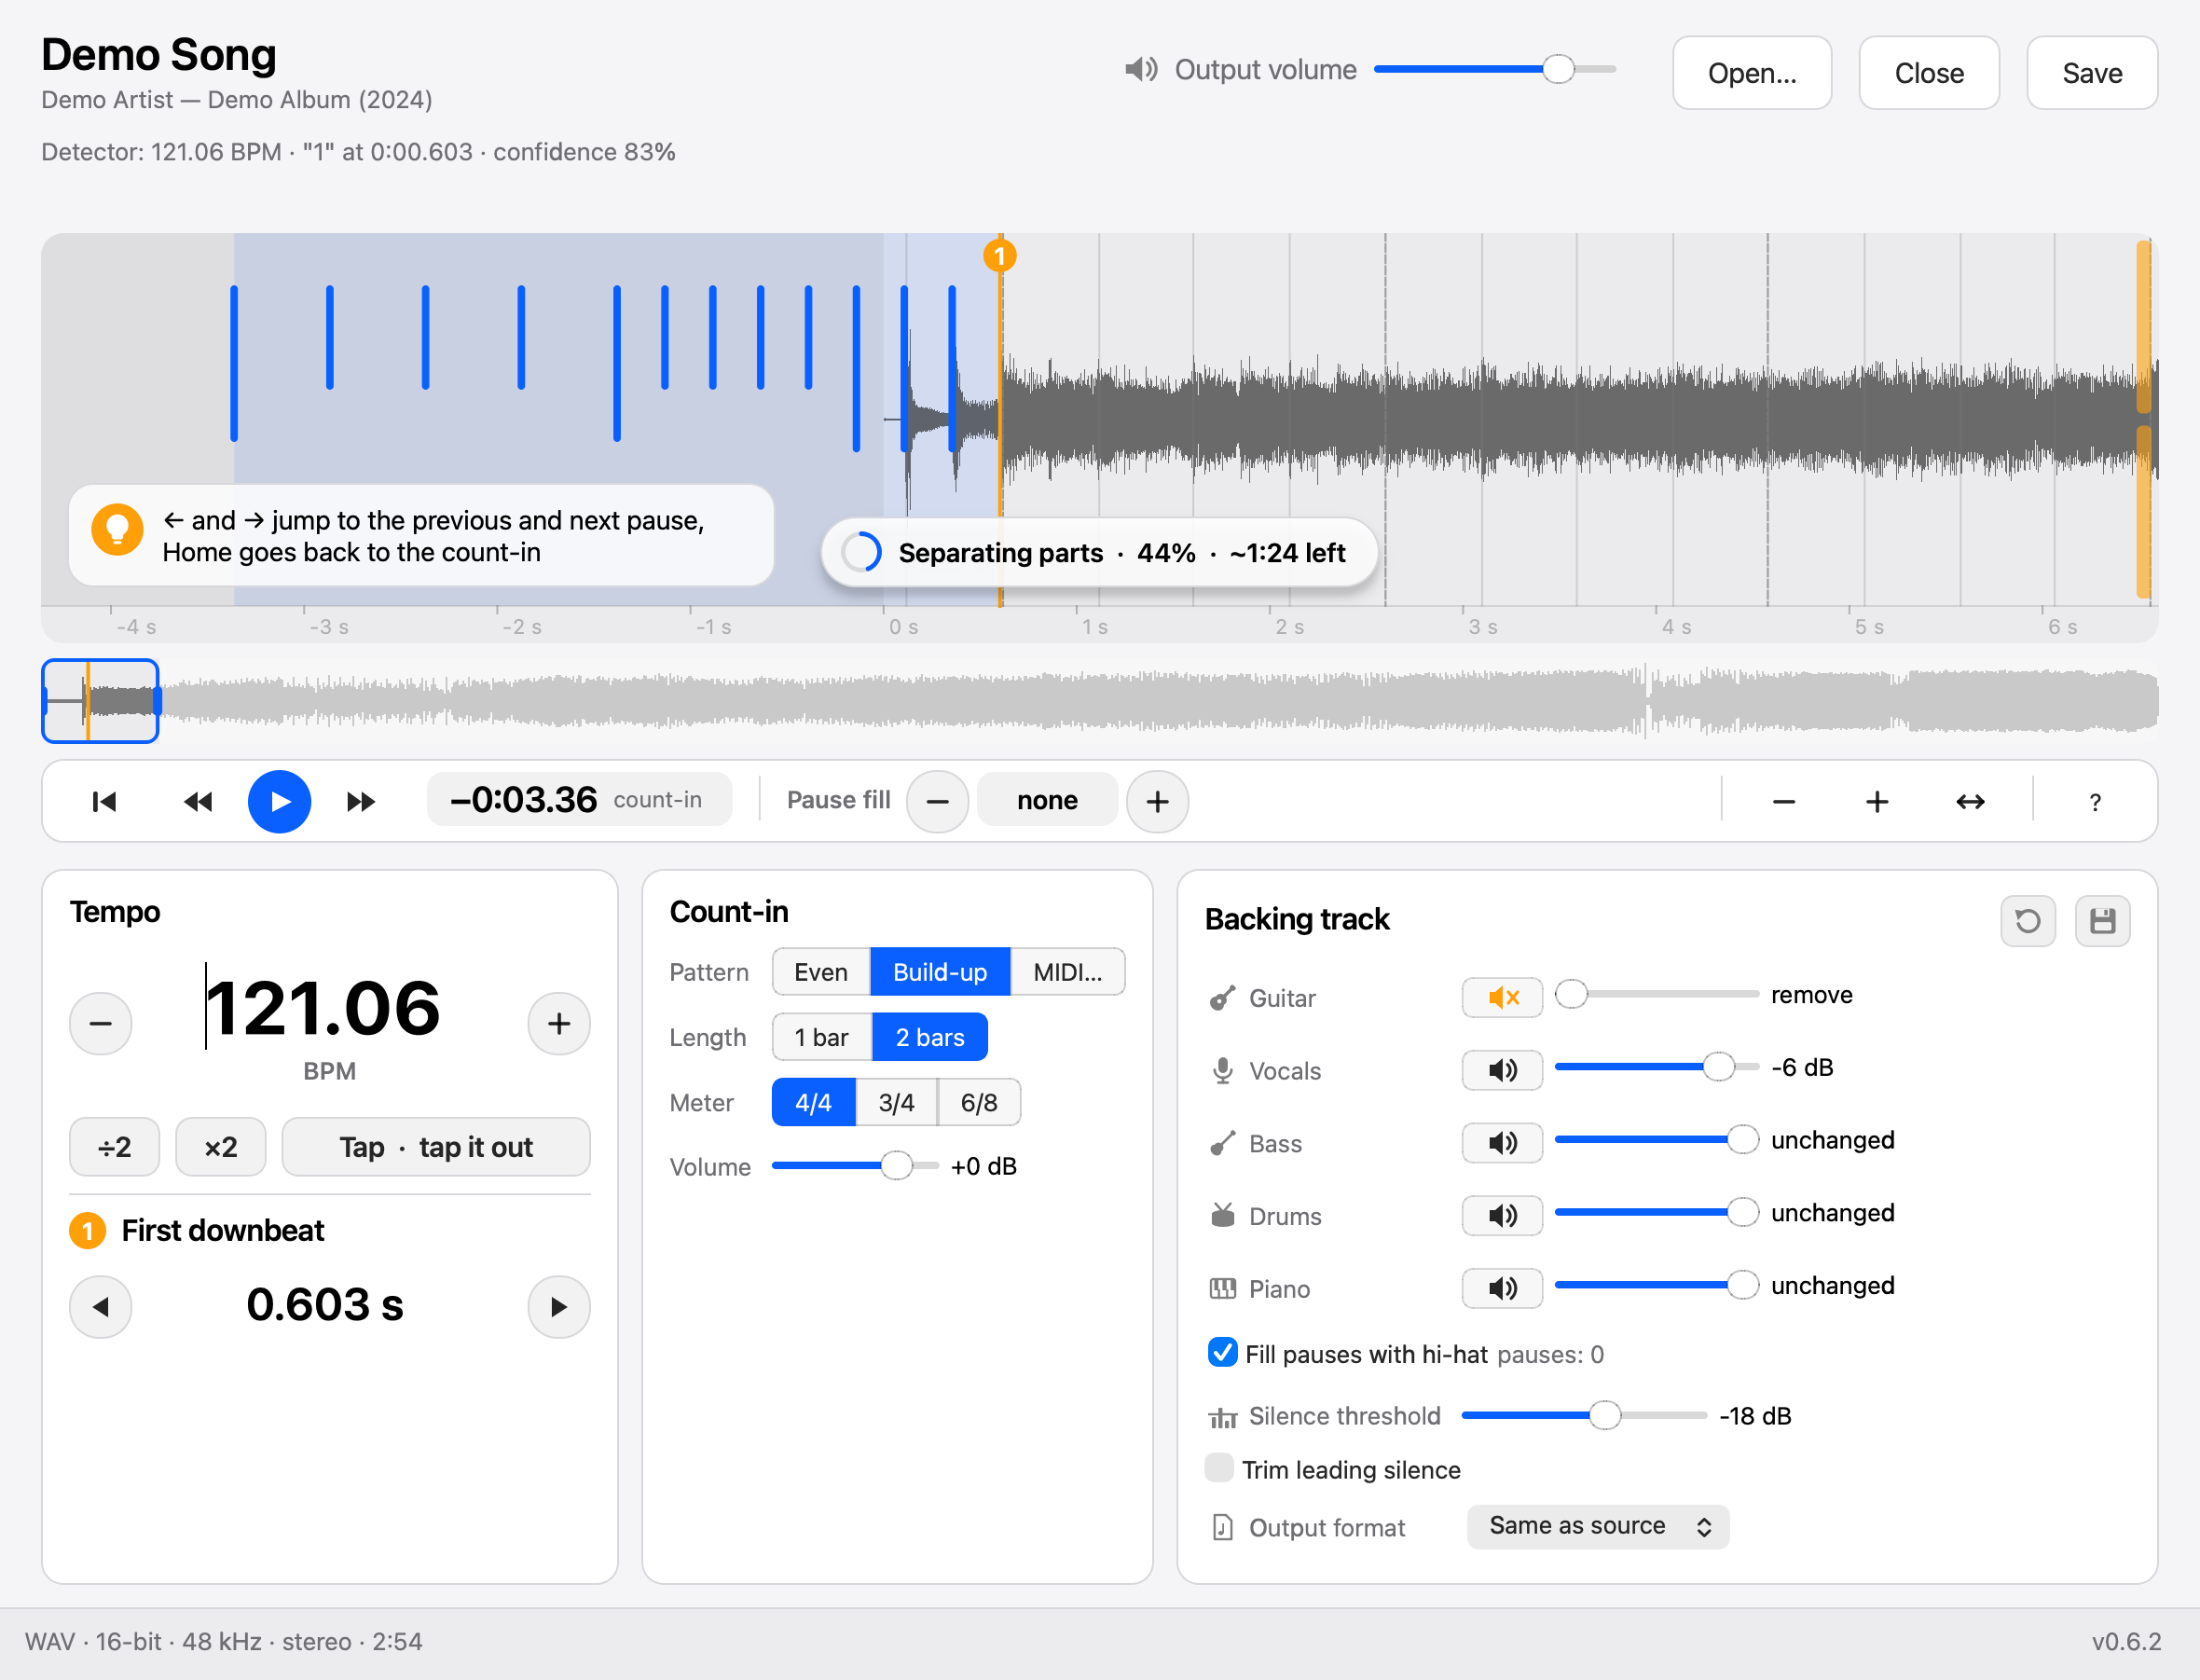 Demo Song
Output volume
Open...
Close
Save
Demo Artist — Demo Album (2024)
Detector: 121.06 BPM · "1" at 0:00.603 · confidence 83%
1
← and → jump to the previous and next pause,
Home goes back to the count-in
Separating parts · 44% · ~1:24 left
-4 s
-3 s
-2 s
-1 s
0 s
1 s
2 s
3 s
4 s
5 s
6 s
−0:03.36 count-in
Pause fill
−
none
+
−
+
↔
?
Tempo
−
121.06
+
BPM
÷2
×2
Tap · tap it out
1 First downbeat
0.603 s
Count-in
Pattern
Even
Build-up
MIDI...
Length
1 bar
2 bars
Meter
4/4
3/4
6/8
Volume
+0 dB
Backing track
Guitar
remove
Vocals
-6 dB
Bass
unchanged
Drums
unchanged
Piano
unchanged
Fill pauses with hi-hat pauses: 0
Silence threshold
-18 dB
Trim leading silence
Output format
Same as source
WAV · 16-bit · 48 kHz · stereo · 2:54
v0.6.2